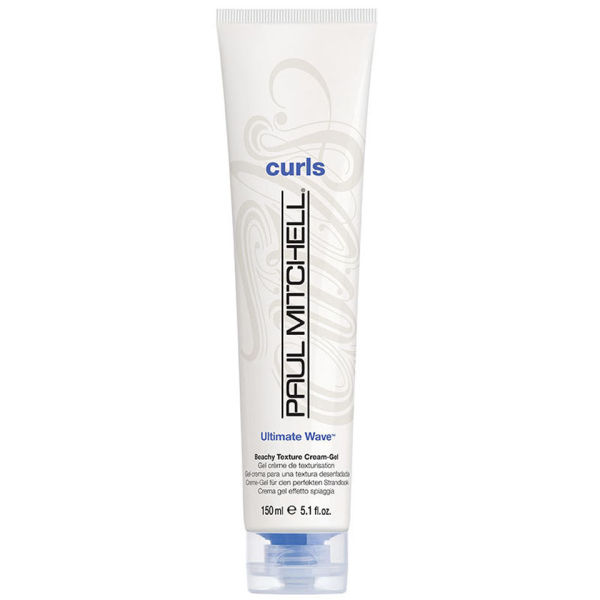 curls
PAUL MITCHELL®
Ultimate Wave™
Beachy Texture Cream-Gel
Gel crème de texturisation
Gel-crema para una textura desenfadada
Creme-Gel für den perfekten Strandlook
Crema gel effetto spiaggia
150 ml ℮ 5.1 fl.oz.